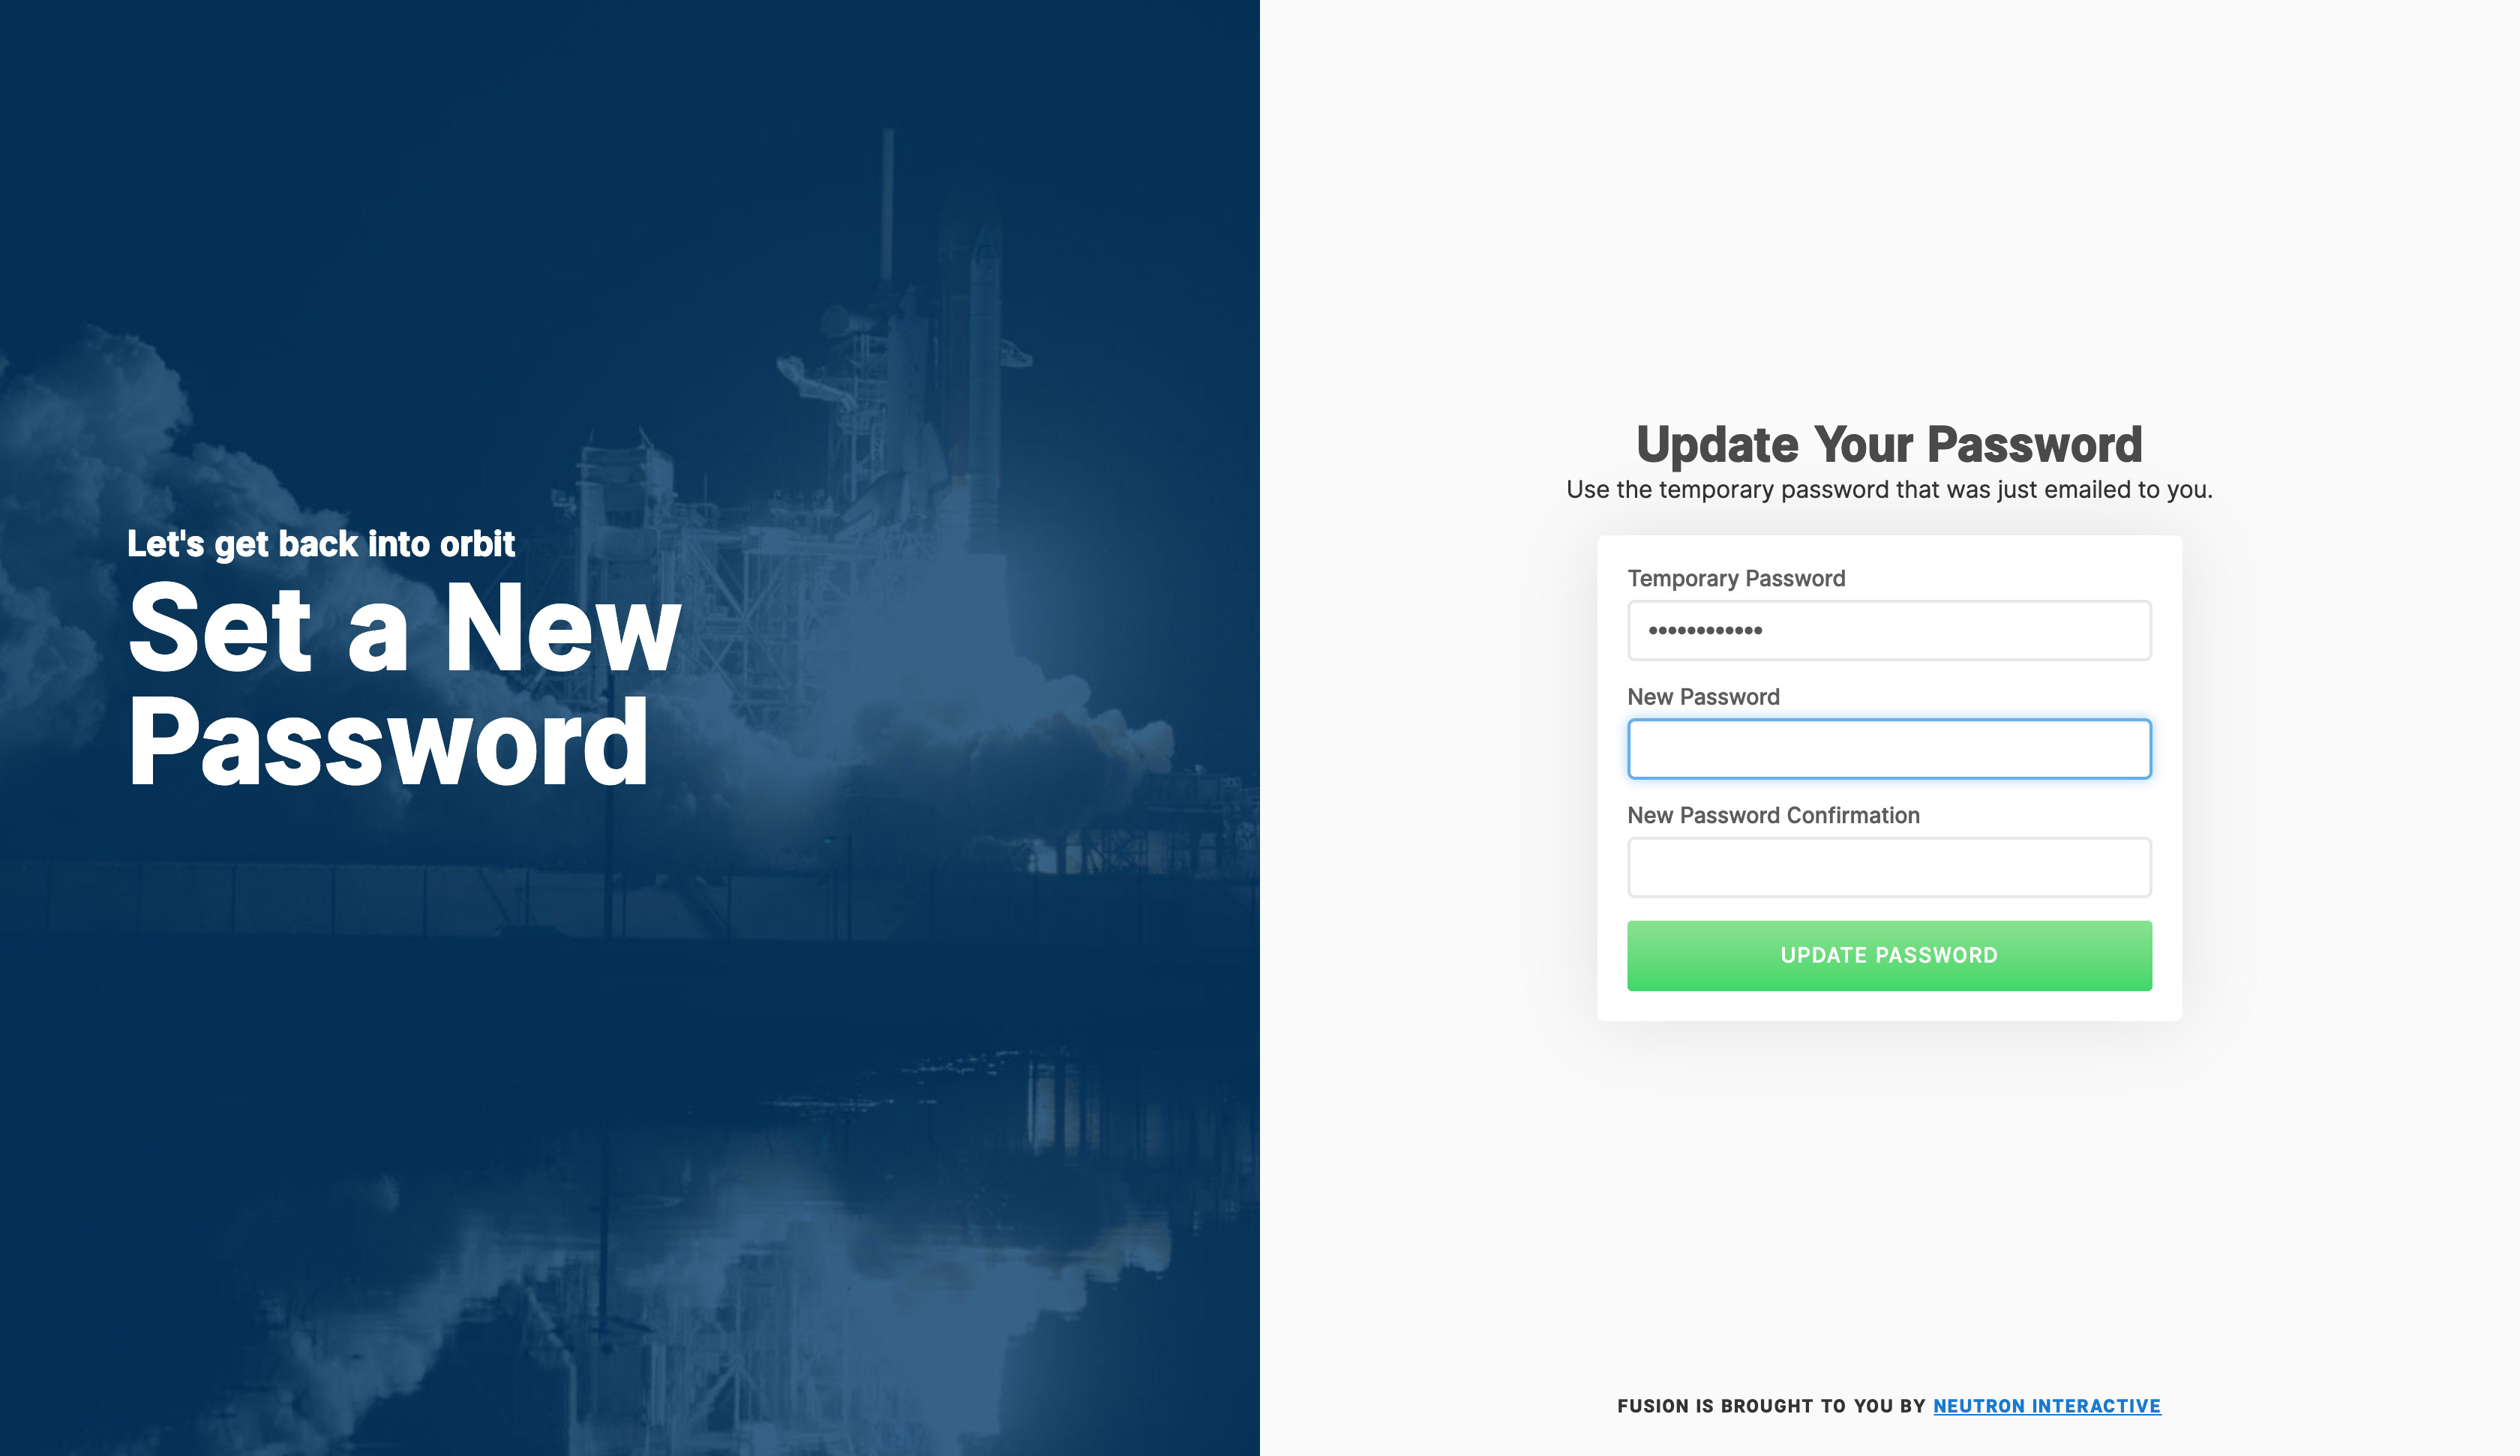 Let's get back into orbit
Set a New
Password
Update Your Password
Use the temporary password that was just emailed to you.
Temporary Password
••••••••••••
New Password
New Password Confirmation
UPDATE PASSWORD
FUSION IS BROUGHT TO YOU BY NEUTRON INTERACTIVE